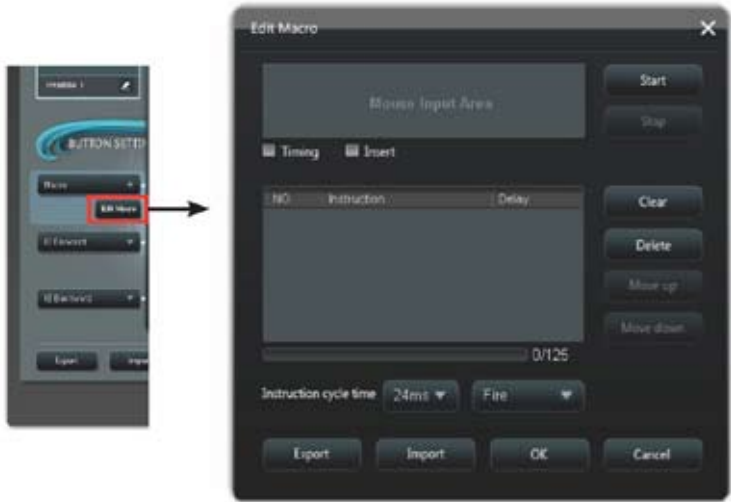 BUTTON SETTI
Macro
Edit Macro
Export
Edit Macro
Mouse Input Area
Start
Stop
Timing Insert
NO. Instruction Delay
Clear
Delete
Move up
Move down
0/125
Instruction cycle time 24ms Fire
Export Import OK Cancel